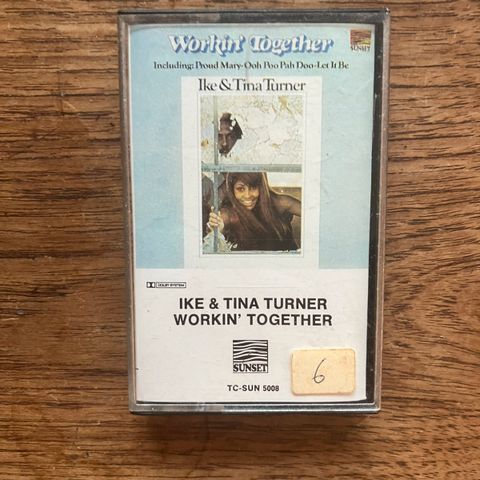 Workin' Together
SUNSET
Including: Proud Mary-Ooh Poo Pah Doo-Let It Be
Ike & Tina Turner
DOLBY SYSTEM
IKE & TINA TURNER
WORKIN' TOGETHER
SUNSET
TC-SUN 5008
6